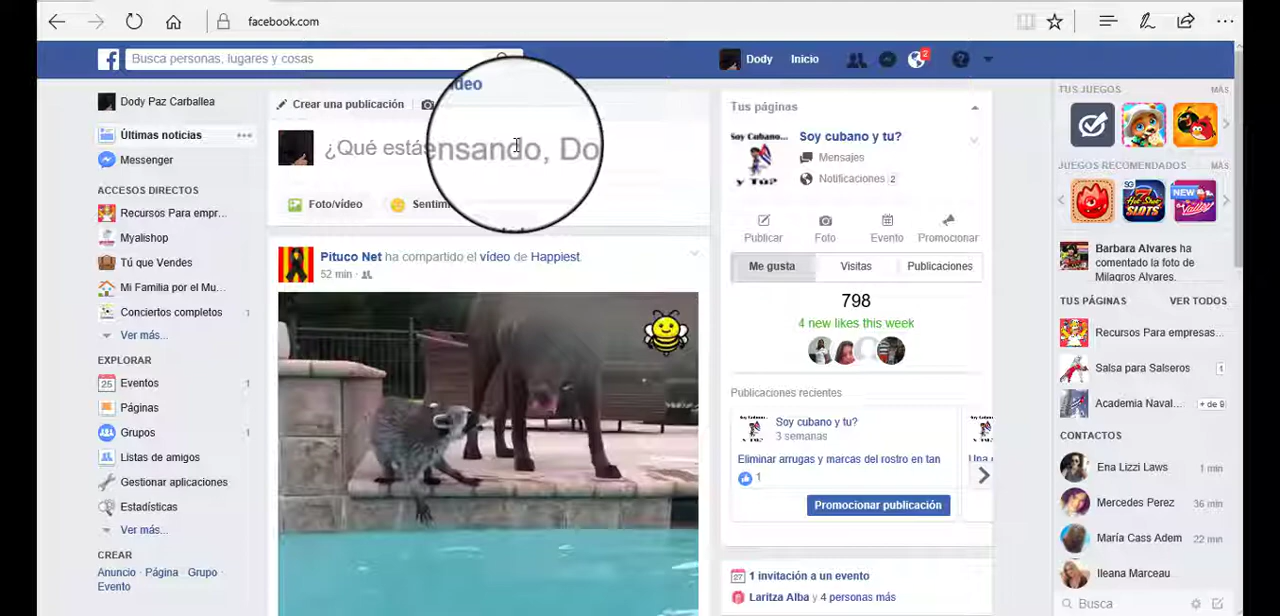 facebook.com
Busca personas, lugares y cosas
Dody
Inicio
2
Dody Paz Carballea
Últimas noticias
Messenger
ACCESOS DIRECTOS
Recursos Para empr...
Myalishop
Tú que Vendes
Mi Familia por el Mu...
Conciertos completos 1
Ver más...
EXPLORAR
Eventos 1
Páginas
Grupos 1
Listas de amigos
Gestionar aplicaciones
Estadísticas
Ver más...
CREAR
Anuncio · Página · Grupo ·
Evento
Crear una publicación
ídeo
¿Qué estás
ensando, Do
Foto/vídeo
Sentim
Pituco Net ha compartido el vídeo de Happiest.
52 min ·
Tus páginas
Soy Cubano...
y TÚ?
Soy cubano y tu?
Mensajes
Notificaciones 2
Publicar
Foto
Evento
Promocionar
Me gusta
Visitas
Publicaciones
798
4 new likes this week
Publicaciones recientes
Soy cubano y tu?
3 semanas
Eliminar arrugas y marcas del rostro en tan
1
Promocionar publicación
1 invitación a un evento
Laritza Alba y 4 personas más
TUS JUEGOS
MÁS
JUEGOS RECOMENDADOS
MÁS
SLOTS
NEW
Barbara Alvares ha
comentado la foto de
Milagros Alvares.
TUS PÁGINAS
VER TODOS
Recursos Para empresas...
Salsa para Salseros 1
Academia Naval... + de 9
CONTACTOS
Ena Lizzi Laws 1 min
Mercedes Perez 36 min
María Cass Adem 22 min
Ileana Marceau
Busca